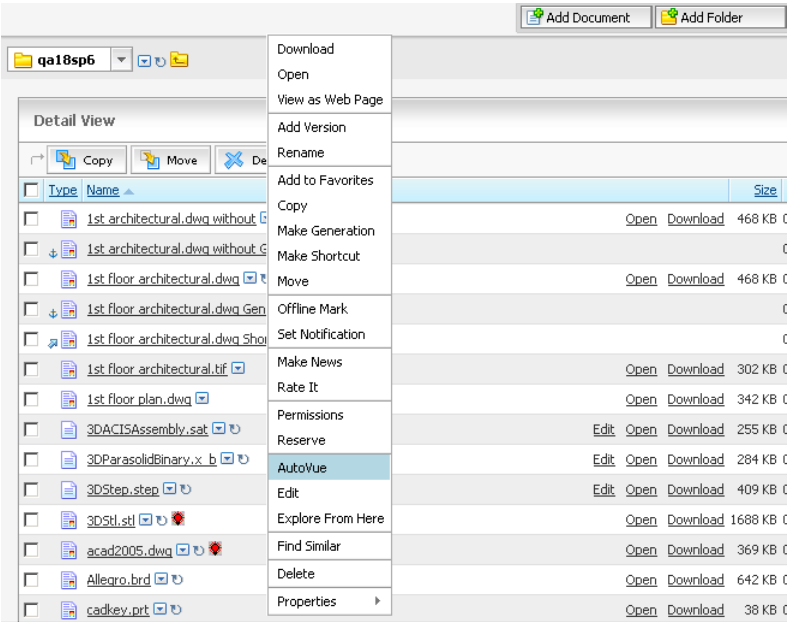 Add Document Add Folder
qa18sp6
Detail View
Copy Move De
Type Name Size
1st architectural.dwg without Open Download 468 KB
1st architectural.dwg without G
1st floor architectural.dwg Open Download 468 KB
1st floor architectural.dwg Gen
1st floor architectural.dwg Shor
1st floor architectural.tif Open Download 302 KB
1st floor plan.dwg Open Download 342 KB
3DACISAssembly.sat Edit Open Download 255 KB
3DParasolidBinary.x_b Edit Open Download 284 KB
3DStep.step Edit Open Download 409 KB
3DStl.stl Open Download 1688 KB
acad2005.dwg Open Download 369 KB
Allegro.brd Open Download 642 KB
cadkey.prt Open Download 38 KB
Download
Open
View as Web Page
Add Version
Rename
Add to Favorites
Copy
Make Generation
Make Shortcut
Move
Offline Mark
Set Notification
Make News
Rate It
Permissions
Reserve
AutoVue
Edit
Explore From Here
Find Similar
Delete
Properties